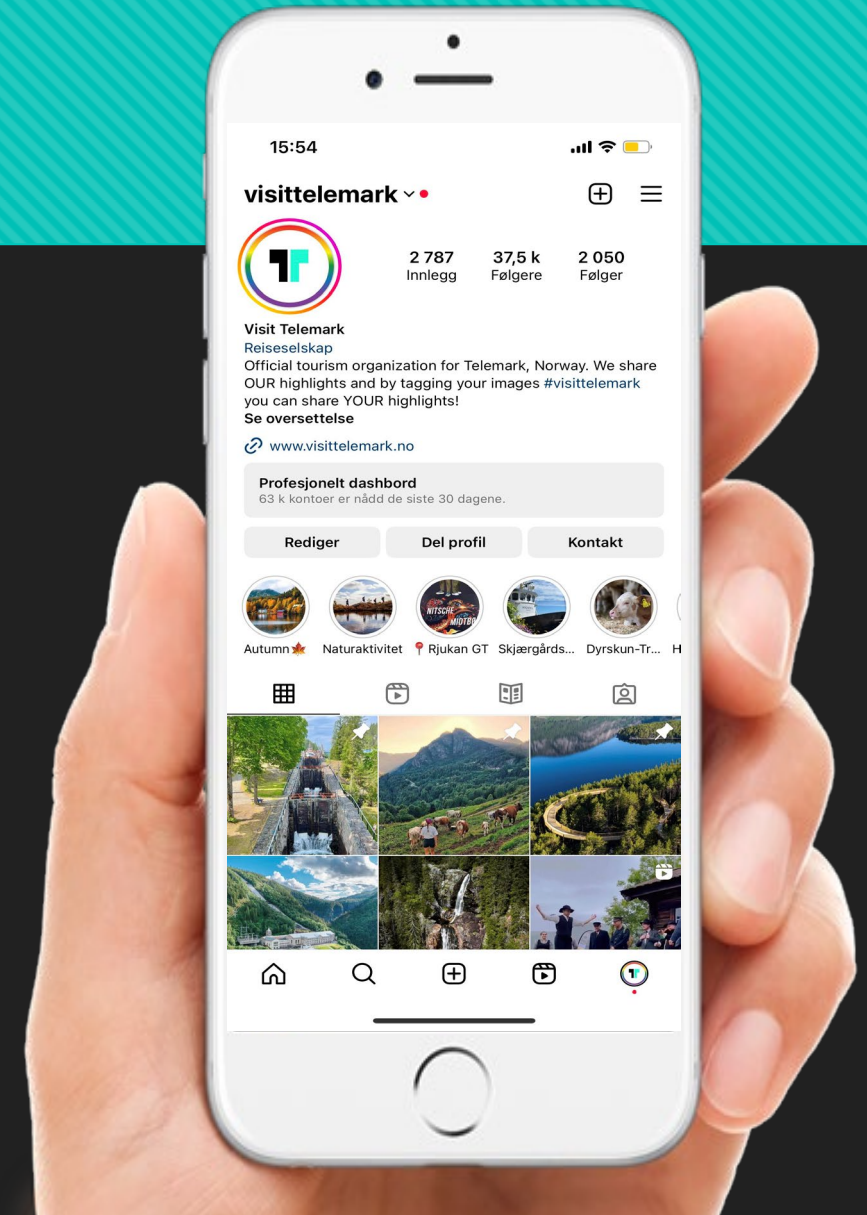 15:54
visittelemark
2 787 37,5 k 2 050
Innlegg Følgere Følger
Visit Telemark
Reiseselskap
Official tourism organization for Telemark, Norway. We share
OUR highlights and by tagging your images #visittelemark
you can share YOUR highlights!
Se oversettelse
www.visittelemark.no
Profesjonelt dashbord
63 k kontoer er nådd de siste 30 dagene.
Rediger Del profil Kontakt
NITSCHE
MIDTBØ
Autumn🍁 Naturaktivitet 📍 Rjukan GT Skjærgårds... Dyrskun-Tr... H